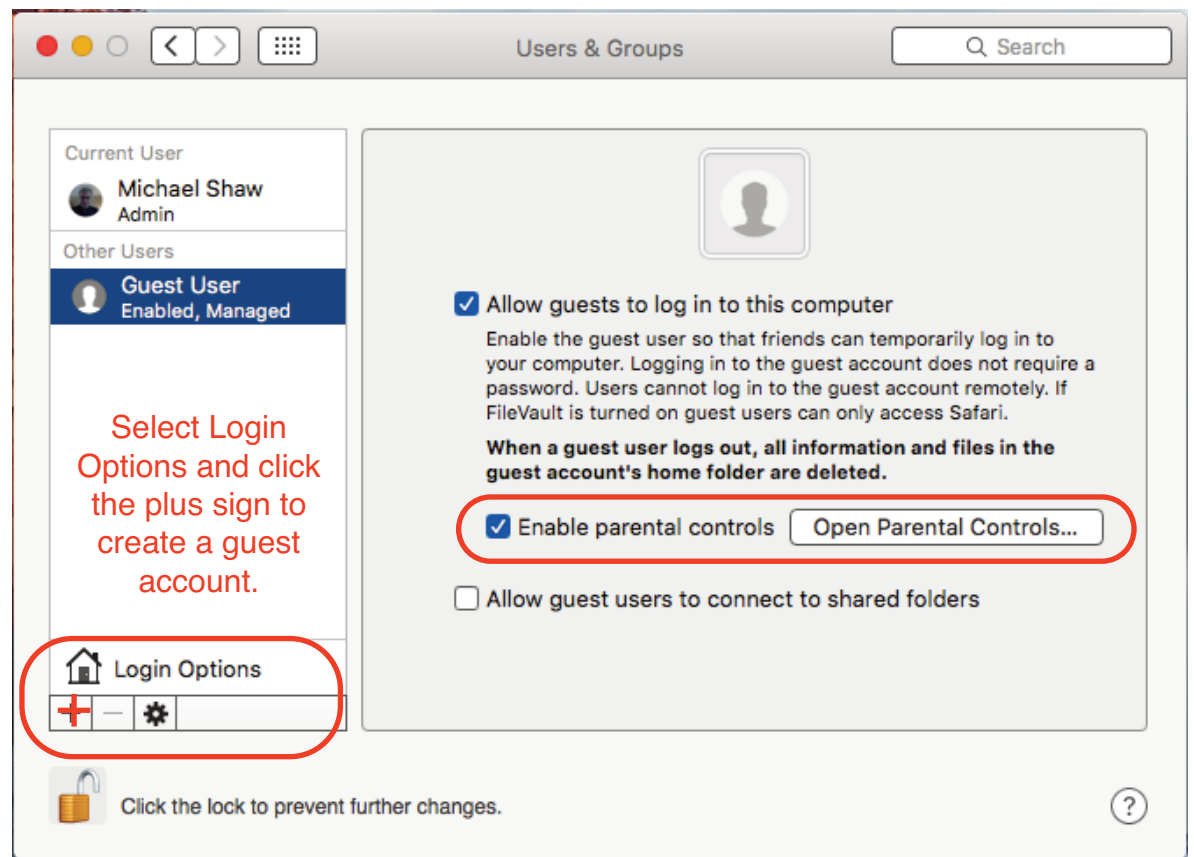 Users & Groups
Search
Current User
Michael Shaw
Admin
Other Users
Guest User
Enabled, Managed
Select Login
Options and click
the plus sign to
create a guest
account.
Login Options
Allow guests to log in to this computer
Enable the guest user so that friends can temporarily log in to
your computer. Logging in to the guest account does not require a
password. Users cannot log in to the guest account remotely. If
FileVault is turned on guest users can only access Safari.
When a guest user logs out, all information and files in the
guest account's home folder are deleted.
Enable parental controls
Open Parental Controls...
Allow guest users to connect to shared folders
Click the lock to prevent further changes.
?